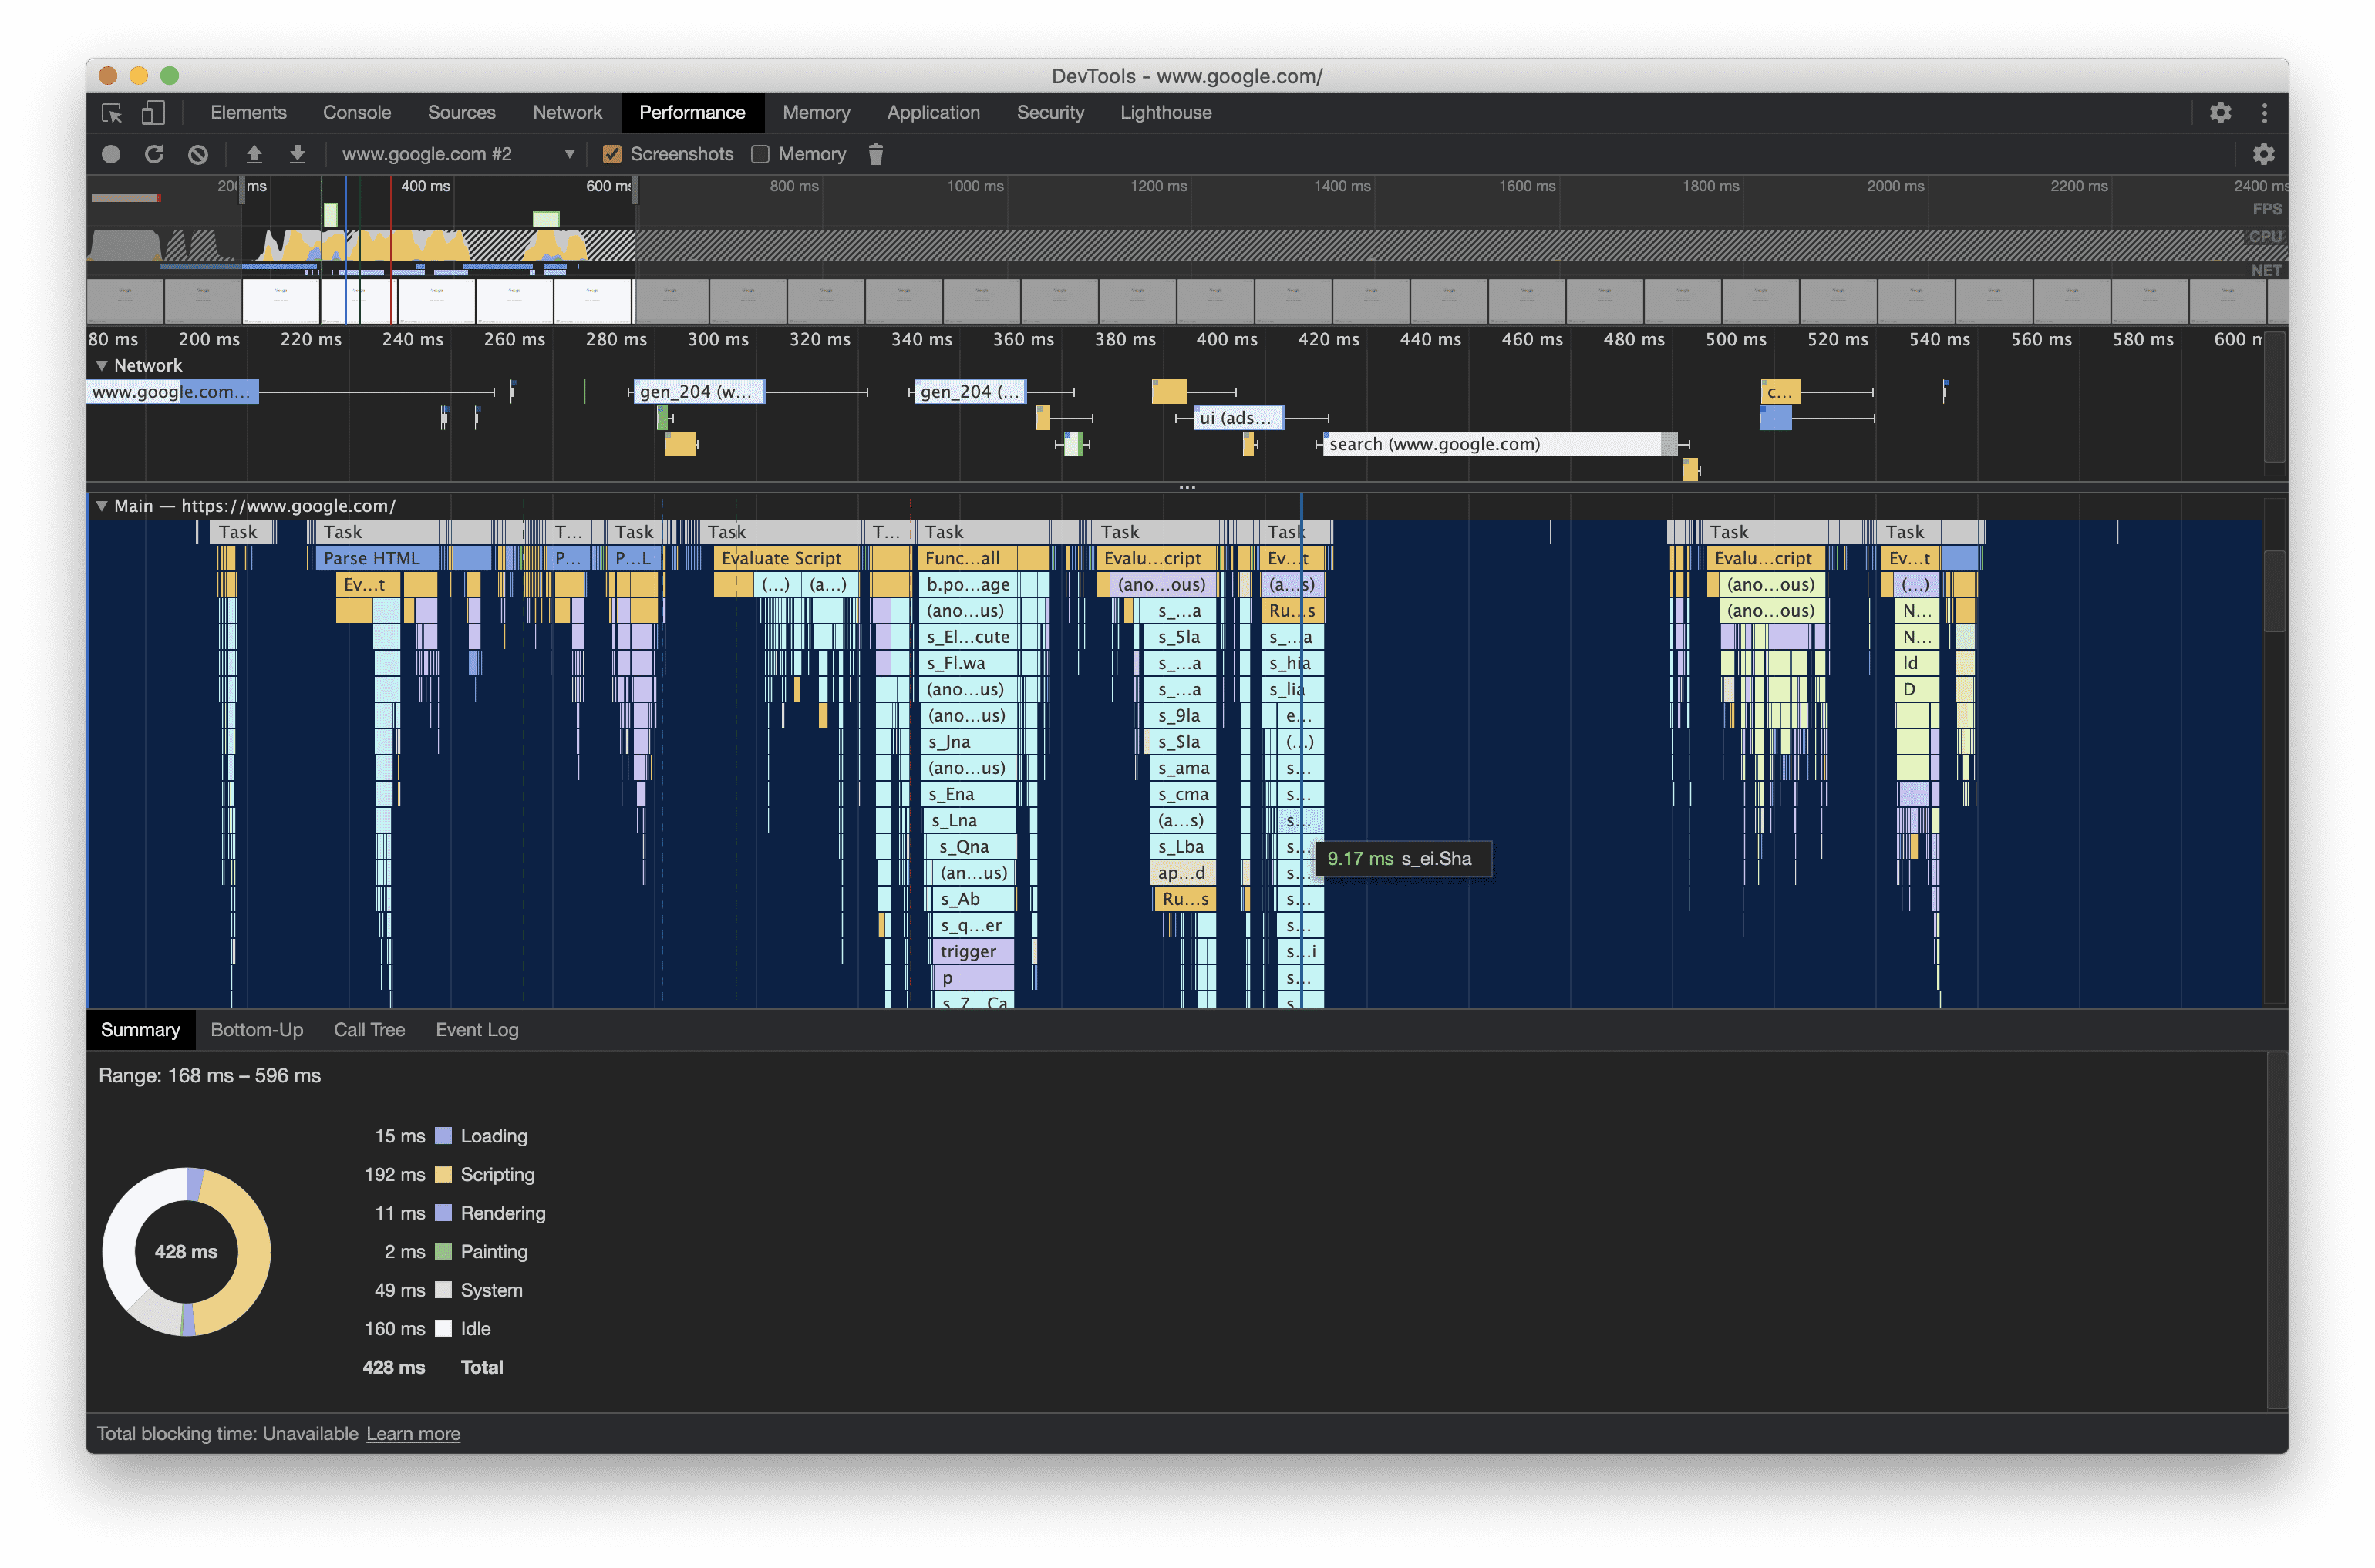 DevTools - www.google.com/
Elements Console Sources Network Performance Memory Application Security Lighthouse
www.google.com #2 ▼ Screenshots Memory
ms 400 ms 600 ms 800 ms 1000 ms 1200 ms 1400 ms 1600 ms 1800 ms 2000 ms 2200 ms 2400 ms
FPS
CPU
NET
80 ms 200 ms 220 ms 240 ms 260 ms 280 ms 300 ms 320 ms 340 ms 360 ms 380 ms 400 ms 420 ms 440 ms 460 ms 480 ms 500 ms 520 ms 540 ms 560 ms 580 ms 600 m
▼ Network
www.google.com... gen_204 (w... gen_204 (... c...
ui (ads...
search (www.google.com)
...
▼ Main — https://www.google.com/
Task Task T... Task Task T... Task Task Task Task Task
Parse HTML P... P...L Evaluate Script Func...all Evalu...cript Ev...t Evalu...cript Ev...t
Ev...t (...) (a...) b.po...age (ano...ous) (a...s) (ano...ous) (...)
(ano...us) s_...a Ru...s (ano...ous) N...
s_El...cute s_5la s_...a N...
s_Fl.wa s_...a s_hia Id
(ano...us) s_...a s_lia D
(ano...us) s_9la e...
s_Jna s_$la (...)
(ano...us) s_ama s...
s_Ena s_cma s...
s_Lna (a...s) s...
s_Qna s_Lba s... 9.17 ms s_ei.Sha
(an...us) ap...d s...
s_Ab Ru...s s...
s_q...er s...
trigger s...i
p s...
s_7...Ca s...
Summary Bottom-Up Call Tree Event Log
Range: 168 ms – 596 ms
15 ms Loading
192 ms Scripting
11 ms Rendering
428 ms 2 ms Painting
49 ms System
160 ms Idle
428 ms Total
Total blocking time: Unavailable Learn more